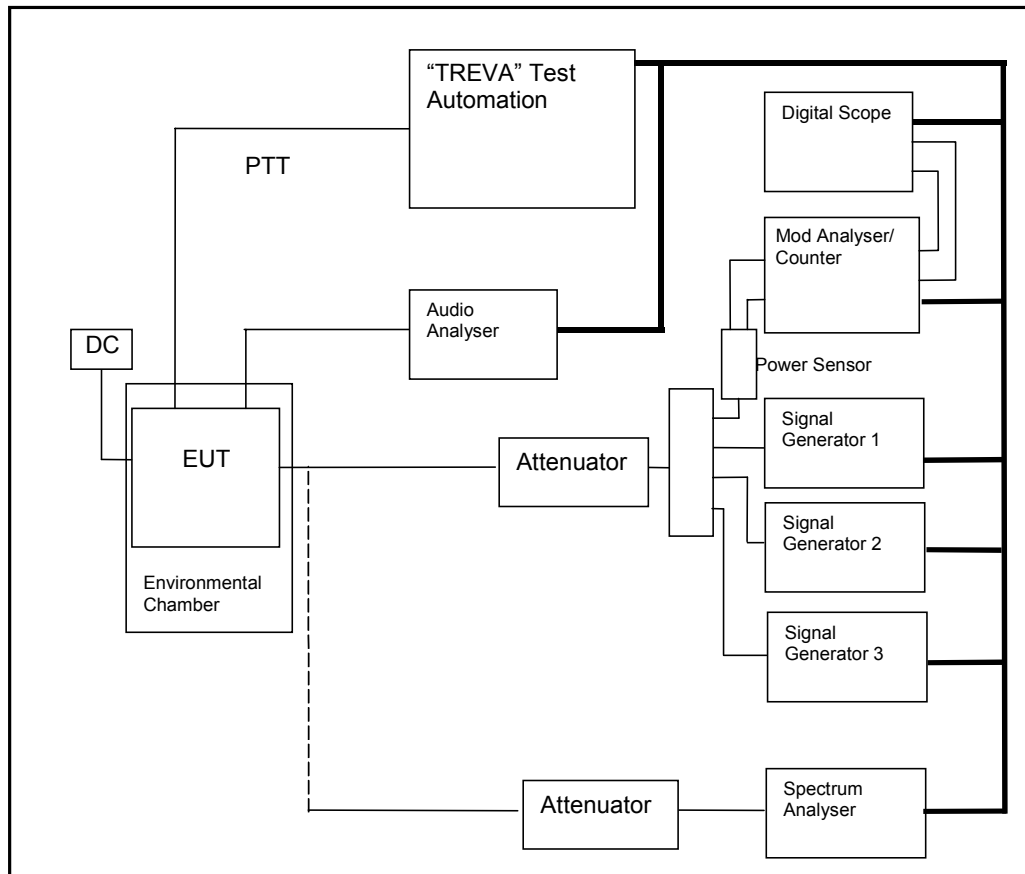 “TREVA” Test
Automation
Digital Scope
PTT
Mod Analyser/
Counter
Audio
Analyser
DC
Power Sensor
Signal
Generator 1
EUT
Attenuator
Signal
Generator 2
Environmental
Chamber
Signal
Generator 3
Spectrum
Analyser
Attenuator